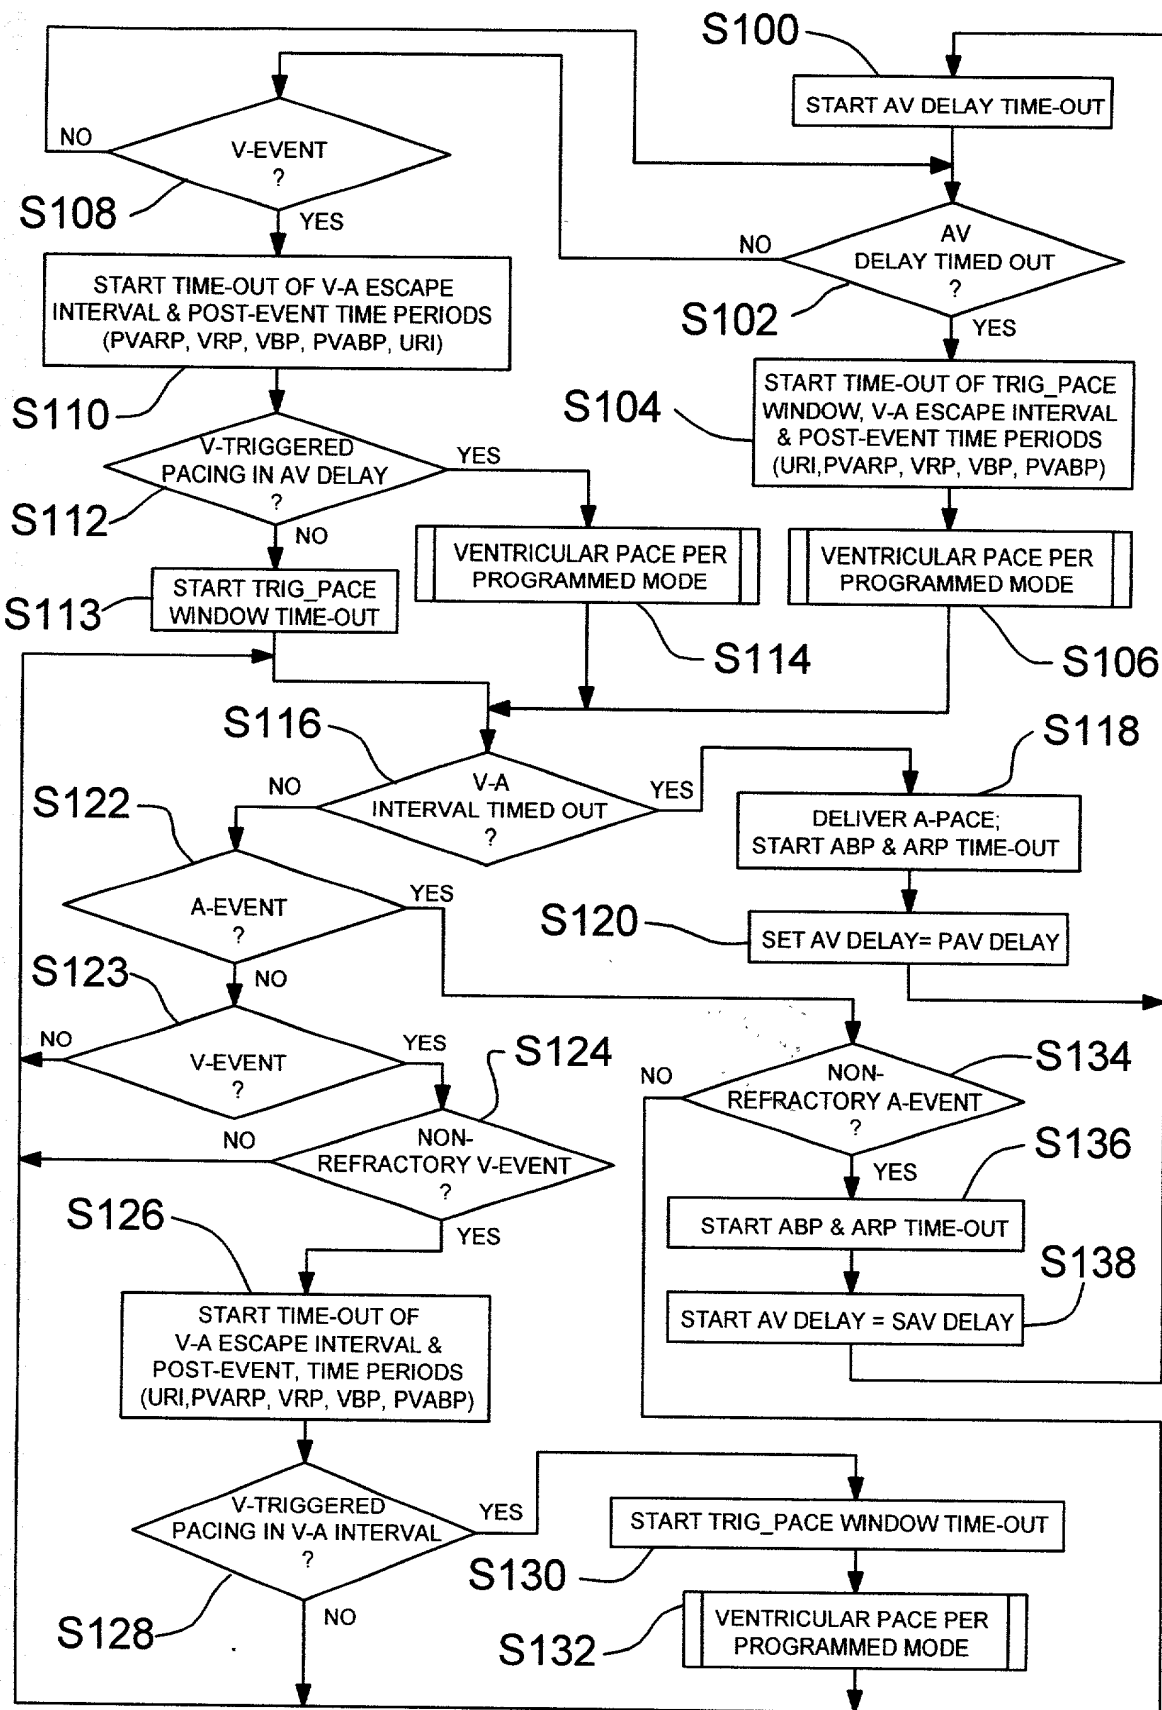 S100
START AV DELAY TIME-OUT
NO
V-EVENT
?
S108
YES
NO
AV
DELAY TIMED OUT
?
S102
YES
START TIME-OUT OF V-A ESCAPE
INTERVAL & POST-EVENT TIME PERIODS
(PVARP, VRP, VBP, PVABP, URI)
S110
S104
START TIME-OUT OF TRIG_PACE
WINDOW, V-A ESCAPE INTERVAL
& POST-EVENT TIME PERIODS
(URI,PVARP, VRP, VBP, PVABP)
V-TRIGGERED
PACING IN AV DELAY
?
YES
S112
NO
VENTRICULAR PACE PER
PROGRAMMED MODE
VENTRICULAR PACE PER
PROGRAMMED MODE
S113
START TRIG_PACE
WINDOW TIME-OUT
S114
S106
S116
S118
V-A
INTERVAL TIMED OUT
?
NO
YES
S122
DELIVER A-PACE;
START ABP & ARP TIME-OUT
A-EVENT
?
YES
S120
SET AV DELAY= PAV DELAY
NO
S123
NO
V-EVENT
?
YES
S124
NO
NON-
REFRACTORY A-EVENT
?
S134
NO
NON-
REFRACTORY V-EVENT
?
YES
S136
S126
YES
START ABP & ARP TIME-OUT
S138
START TIME-OUT OF
V-A ESCAPE INTERVAL &
POST-EVENT, TIME PERIODS
(URI,PVARP, VRP, VBP, PVABP)
START AV DELAY = SAV DELAY
V-TRIGGERED
PACING IN V-A INTERVAL
?
YES
START TRIG_PACE WINDOW TIME-OUT
S130
S128
NO
VENTRICULAR PACE PER
PROGRAMMED MODE
S132